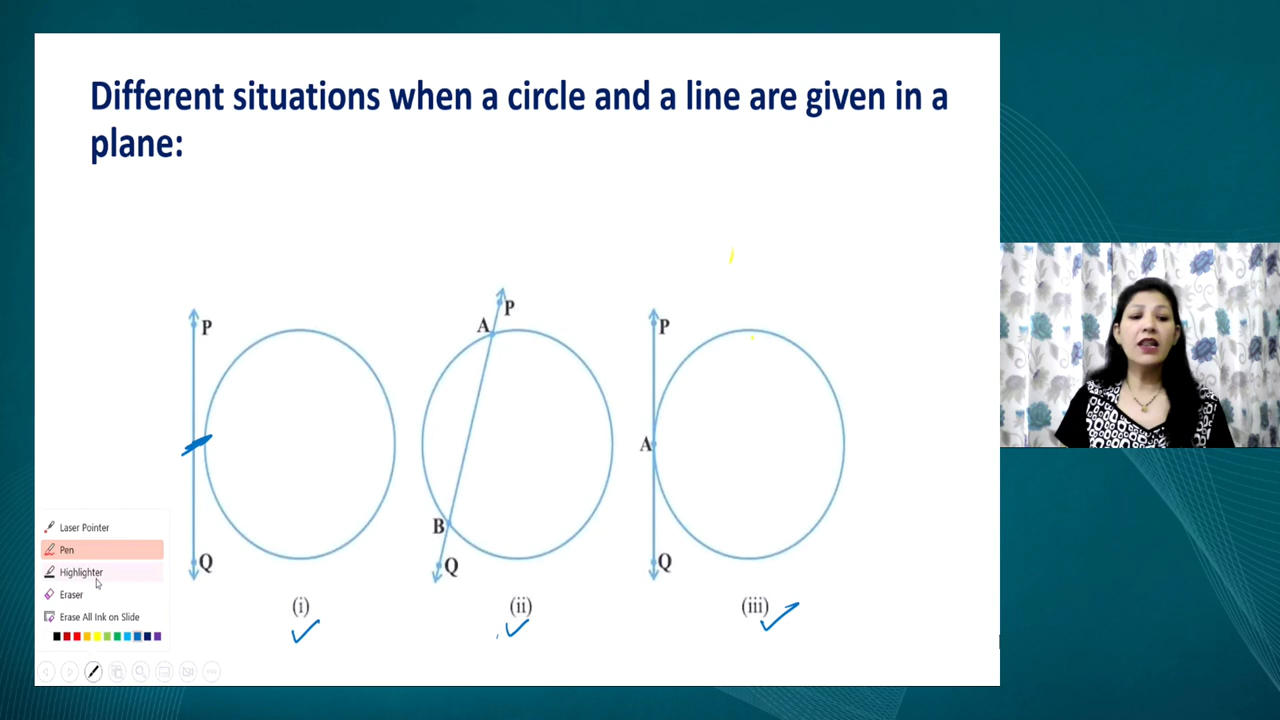 Different situations when a circle and a line are given in a
plane:
P
Q
(i)
P
A
B
Q
(ii)
P
A
Q
(iii)
Laser Pointer
Pen
Highlighter
Eraser
Erase All Ink on Slide